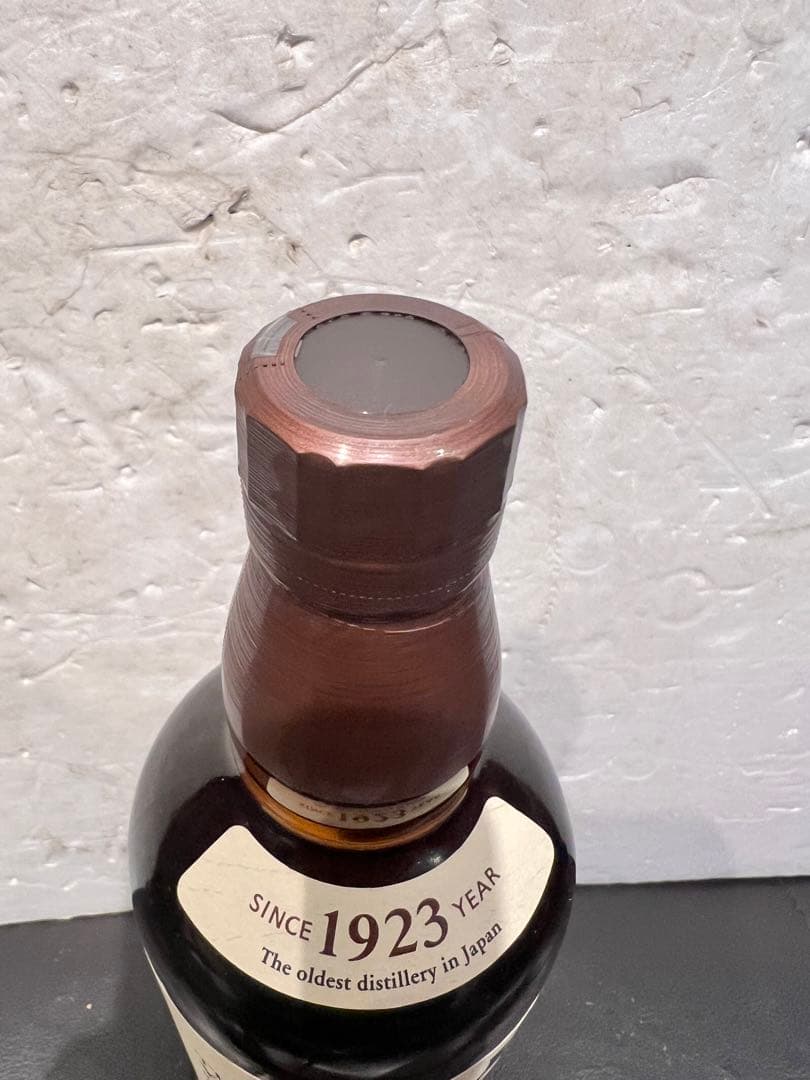 SINCE 1923 YEAR
The oldest distillery in Japan